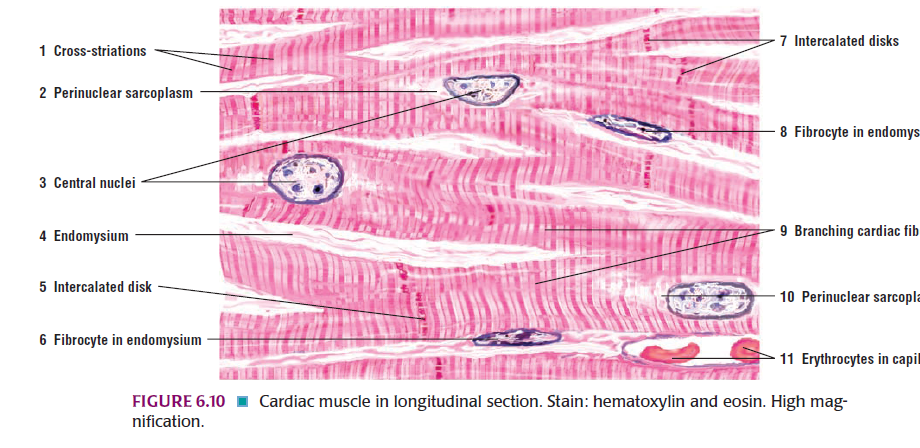 1 Cross-striations
2 Perinuclear sarcoplasm
3 Central nuclei
4 Endomysium
5 Intercalated disk
6 Fibrocyte in endomysium
7 Intercalated disks
8 Fibrocyte in endomys
9 Branching cardiac fib
10 Perinuclear sarcopla
11 Erythrocytes in capil
FIGURE 6.10 ■ Cardiac muscle in longitudinal section. Stain: hematoxylin and eosin. High mag-
nification.